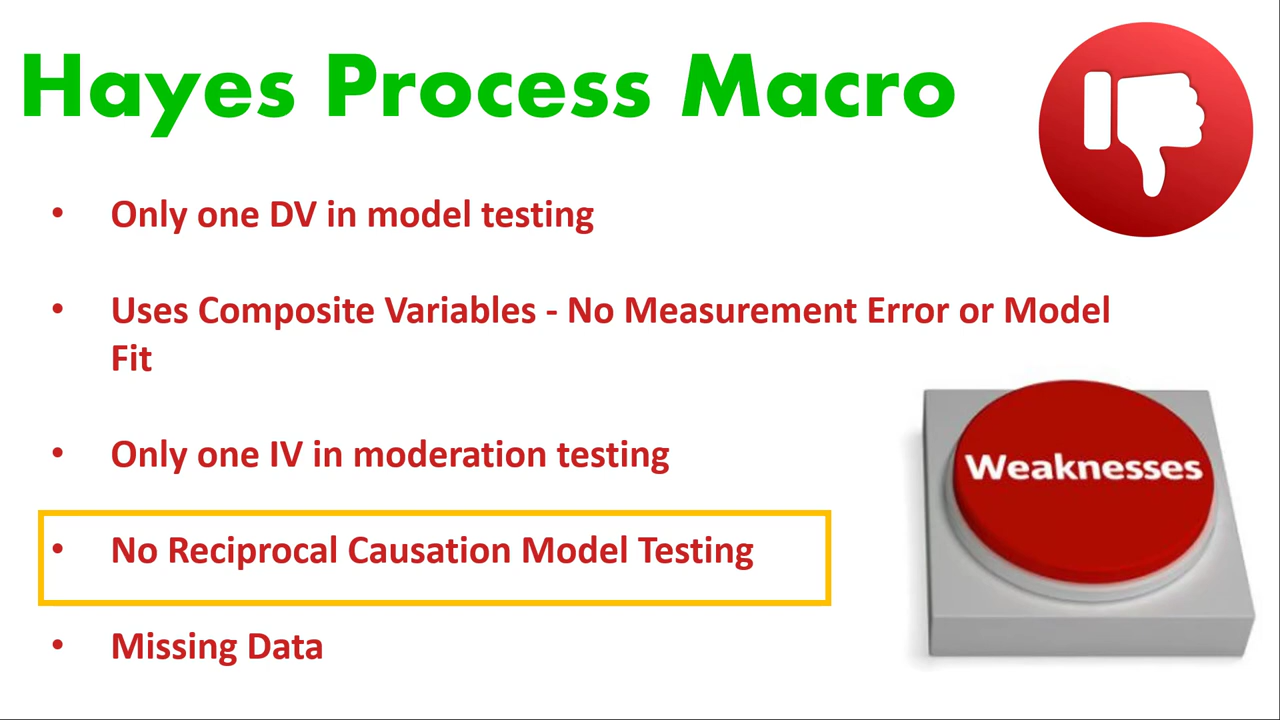 Hayes Process Macro
• Only one DV in model testing
• Uses Composite Variables - No Measurement Error or Model
Fit
• Only one IV in moderation testing
Weaknesses
• No Reciprocal Causation Model Testing
• Missing Data